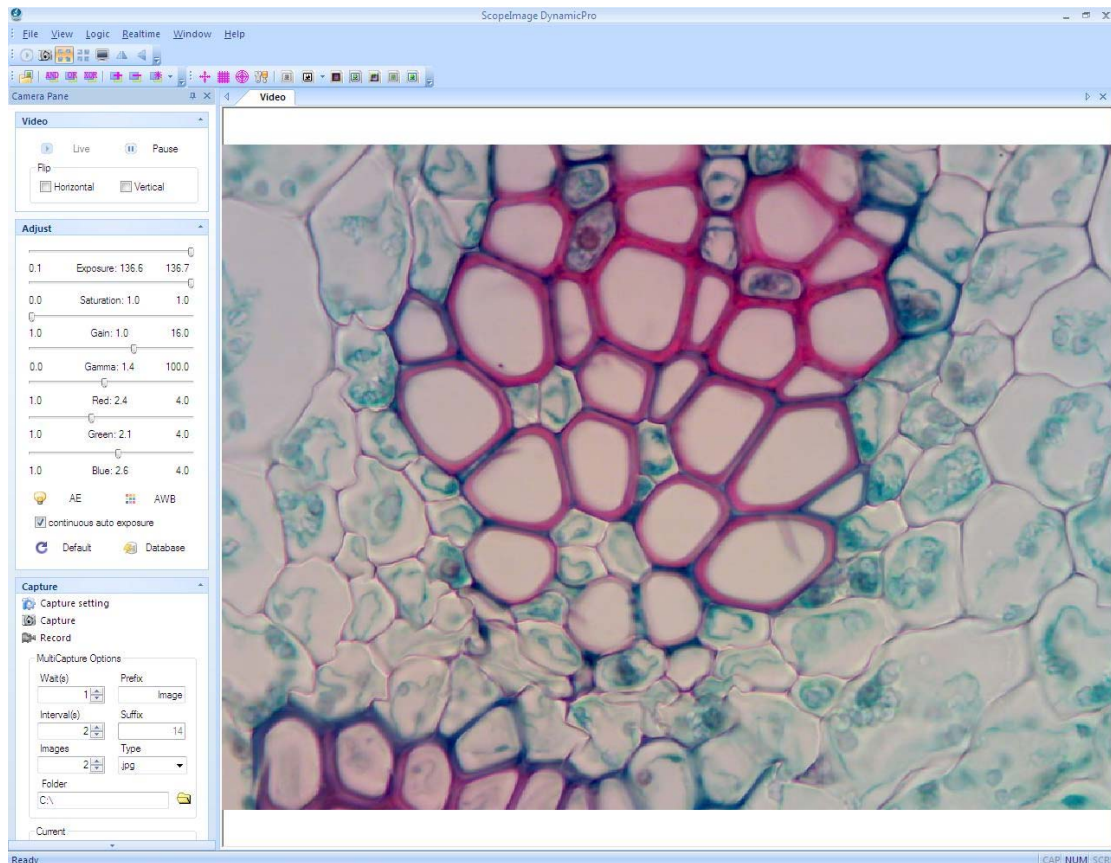 ScopeImage DynamicPro
File View Logic Realtime Window Help
AND OR XOR
Camera Pane
Video
Video
Live Pause
Flip
Horizontal Vertical
Adjust
0.1 Exposure: 136.6 136.7
0.0 Saturation: 1.0 1.0
1.0 Gain: 1.0 16.0
0.0 Gamma: 1.4 100.0
1.0 Red: 2.4 4.0
1.0 Green: 2.1 4.0
1.0 Blue: 2.6 4.0
AE AWB
continuous auto exposure
Default Database
Capture
Capture setting
Capture
Record
MultiCapture Options
Wait(s) Prefix
1 Image
Interval(s) Suffix
2 14
Images Type
2 jpg
Folder
C:\
Current
Ready CAP NUM SCR